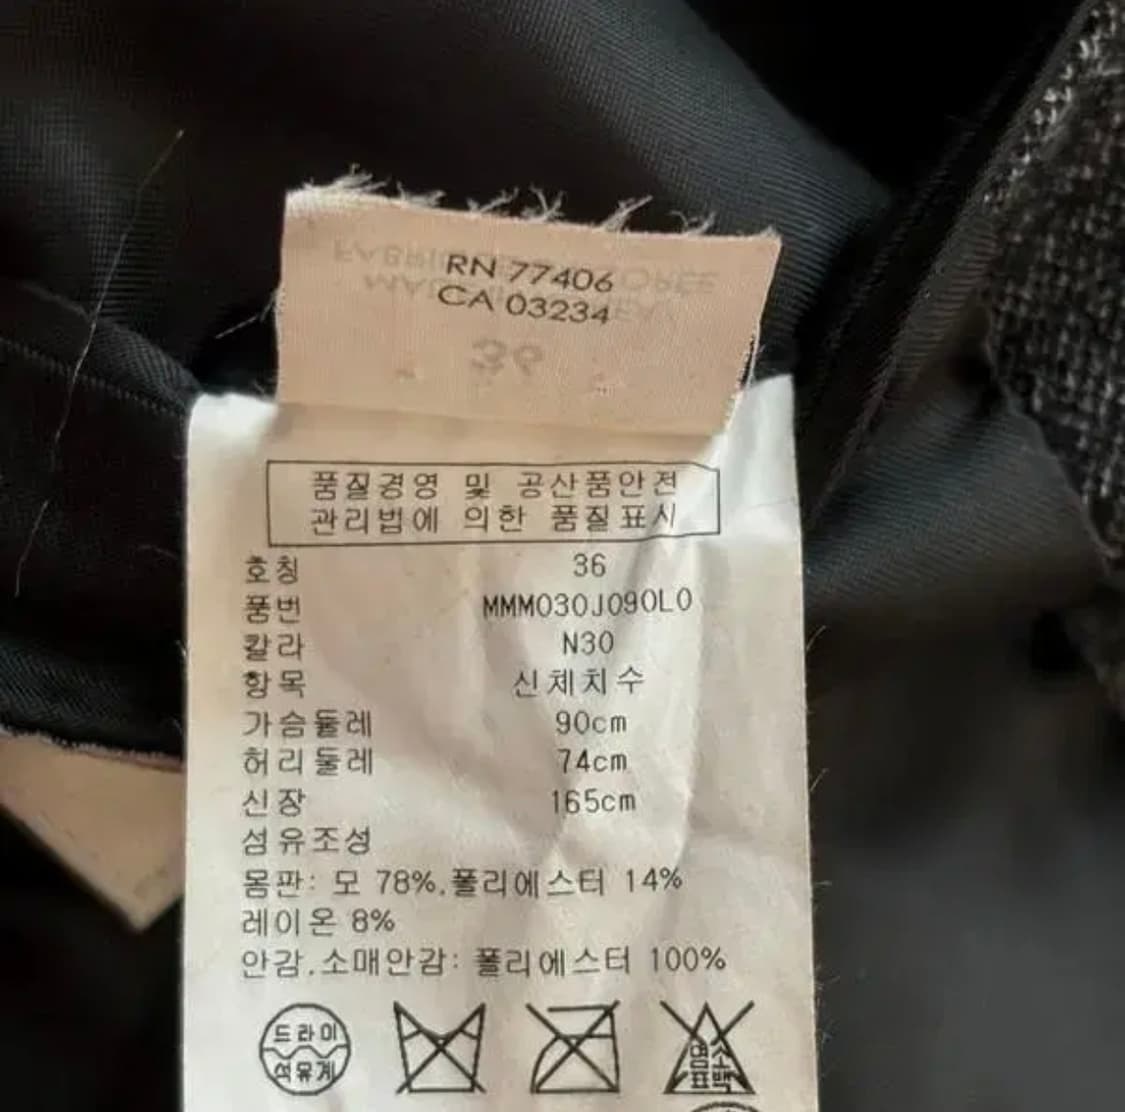 RN 77406
CA 03234
36
품질경영 및 공산품안전
관리법에 의한 품질표시
호칭 36
품번 MMM030J090L0
칼라 N30
항목 신체치수
가슴둘레 90cm
허리둘레 74cm
신장 165cm
섬유조성
몸판: 모 78%.폴리에스터 14%
레이온 8%
안감.소매안감: 폴리에스터 100%
드라이
석유계
염소
표백